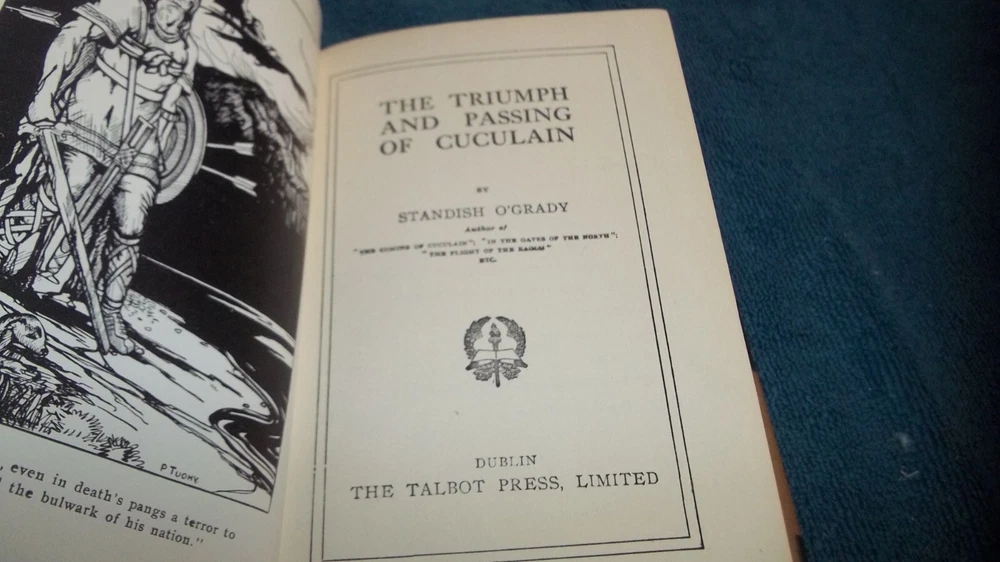 P TUOHY
, even in death's pangs a terror to
the bulwark of his nation."
THE TRIUMPH
AND PASSING
OF CUCULAIN
BY
STANDISH O'GRADY
Author of
"THE COMING OF CUCULAIN"; "IN THE GATES OF THE NORTH";
"THE FLIGHT OF THE EAGLE"
ETC.
DUBLIN
THE TALBOT PRESS, LIMITED